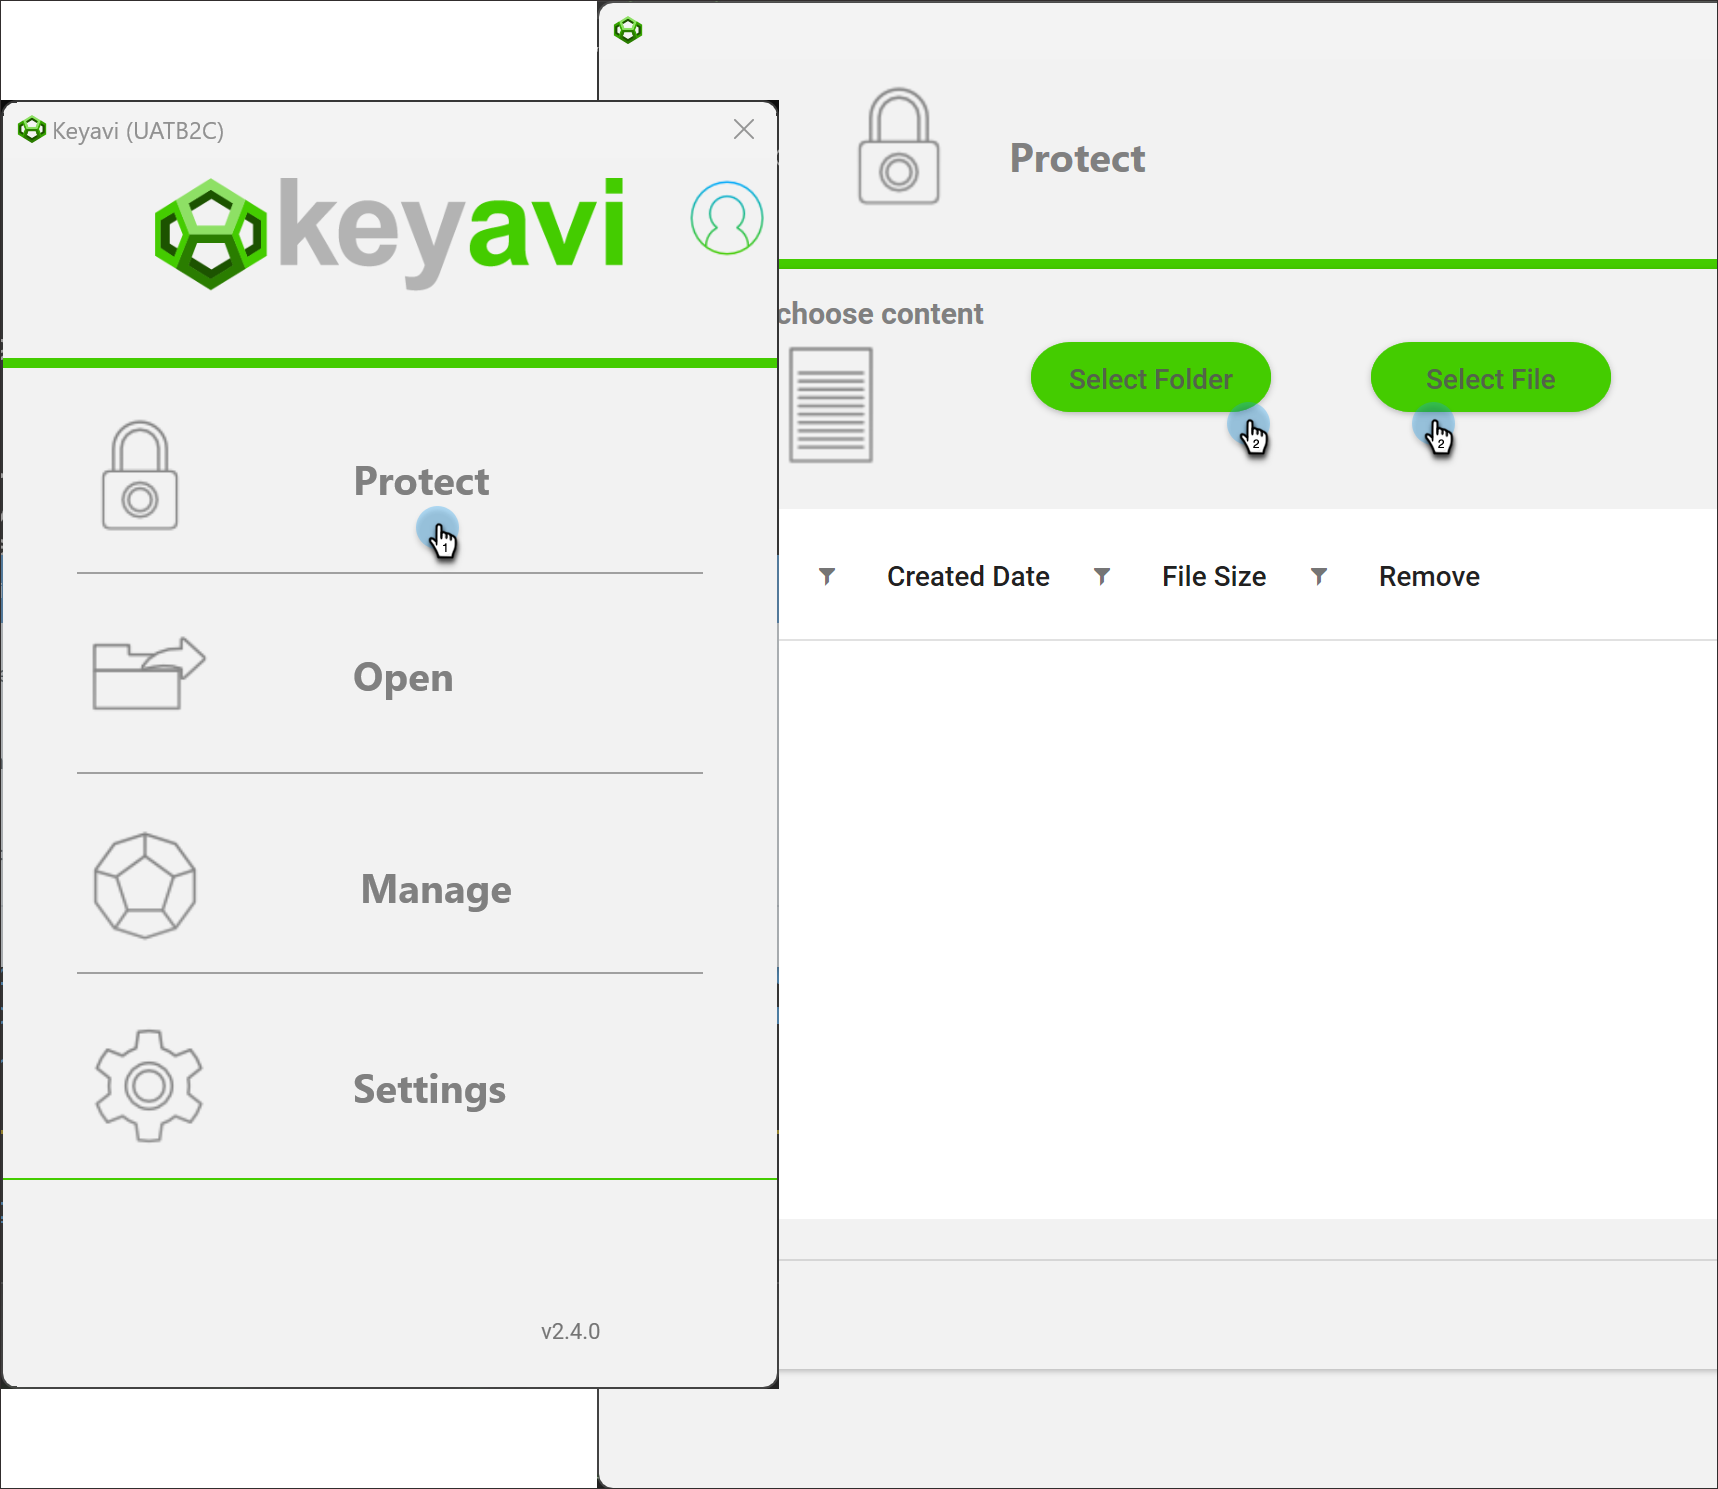 Keyavi (UATB2C)
keyavi
Protect
1
Open
Manage
Settings
v2.4.0
Protect
choose content
Select Folder
Select File
2
2
Created Date
File Size
Remove